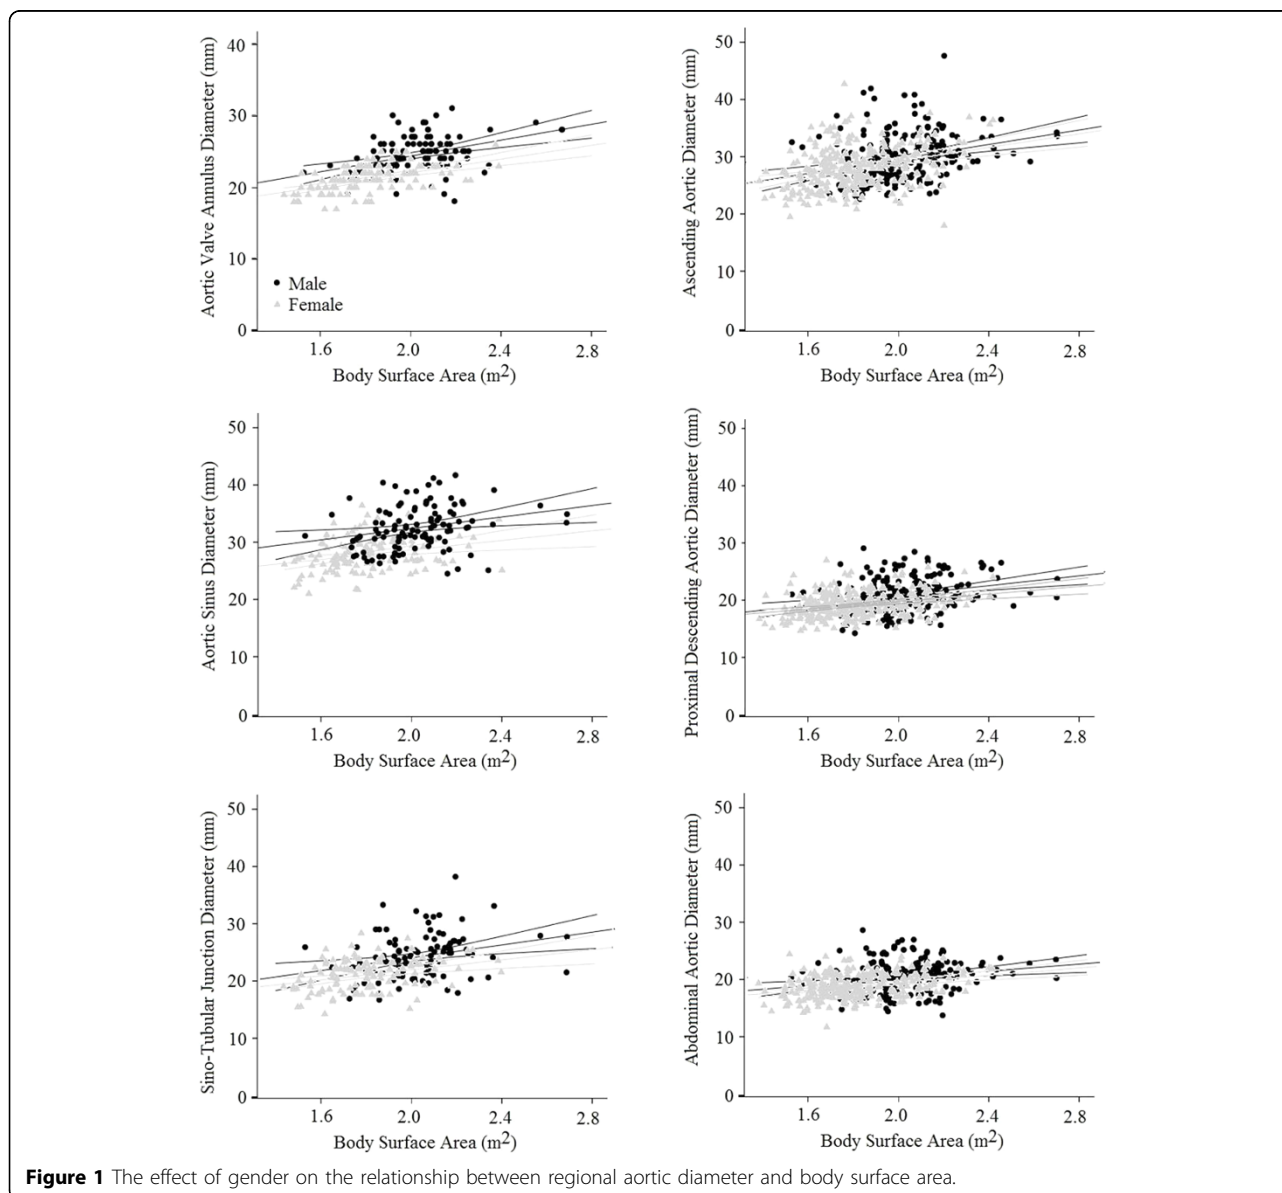 40
30
20
10
0
Aortic Valve Annulus Diameter (mm)
Male
Female
1.6 2.0 2.4 2.8
Body Surface Area (m2)
50
40
30
20
10
0
Ascending Aortic Diameter (mm)
1.6 2.0 2.4 2.8
Body Surface Area (m2)
50
40
30
20
10
0
Aortic Sinus Diameter (mm)
1.6 2.0 2.4 2.8
Body Surface Area (m2)
50
40
30
20
10
0
Proximal Descending Aortic Diameter (mm)
1.6 2.0 2.4 2.8
Body Surface Area (m2)
50
40
30
20
10
0
Sino-Tubular Junction Diameter (mm)
1.6 2.0 2.4 2.8
Body Surface Area (m2)
50
40
30
20
10
0
Abdominal Aortic Diameter (mm)
1.6 2.0 2.4 2.8
Body Surface Area (m2)
Figure 1 The effect of gender on the relationship between regional aortic diameter and body surface area.